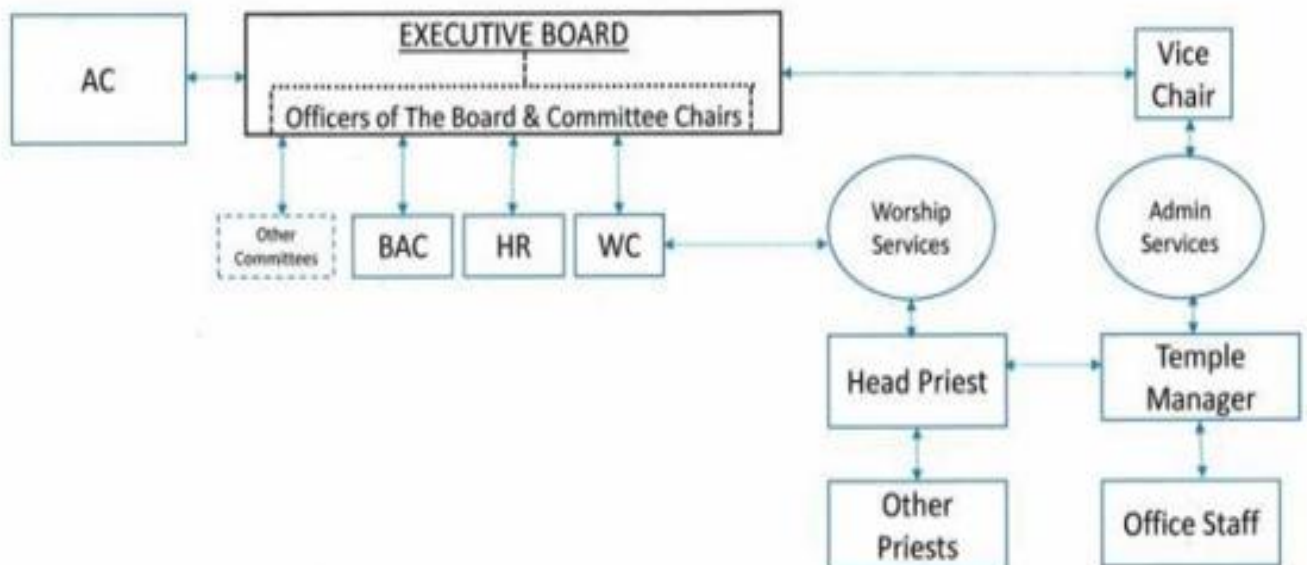 EXECUTIVE BOARD
AC
Officers of The Board & Committee Chairs
Vice
Chair
Other
Committees
BAC
HR
WC
Worship
Services
Admin
Services
Head Priest
Temple
Manager
Other
Priests
Office Staff